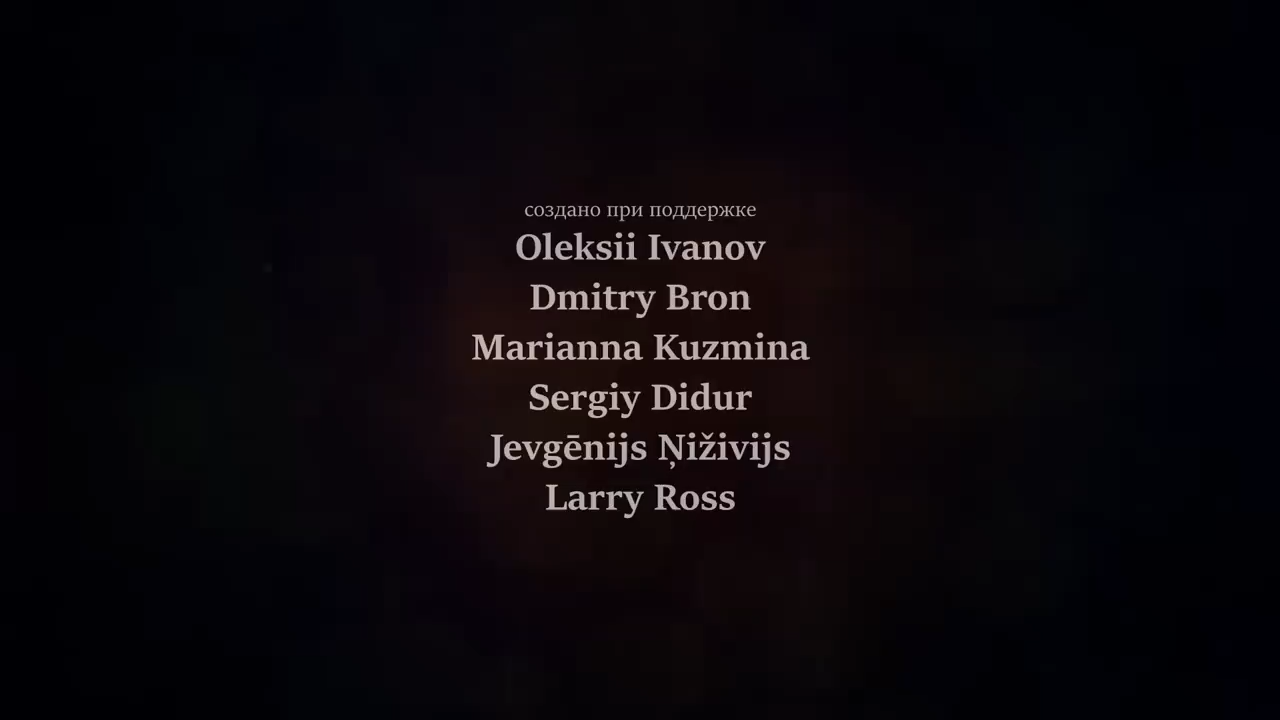 создано при поддержке
Oleksii Ivanov
Dmitry Bron
Marianna Kuzmina
Sergiy Didur
Jevgēnijs Ņiživijs
Larry Ross